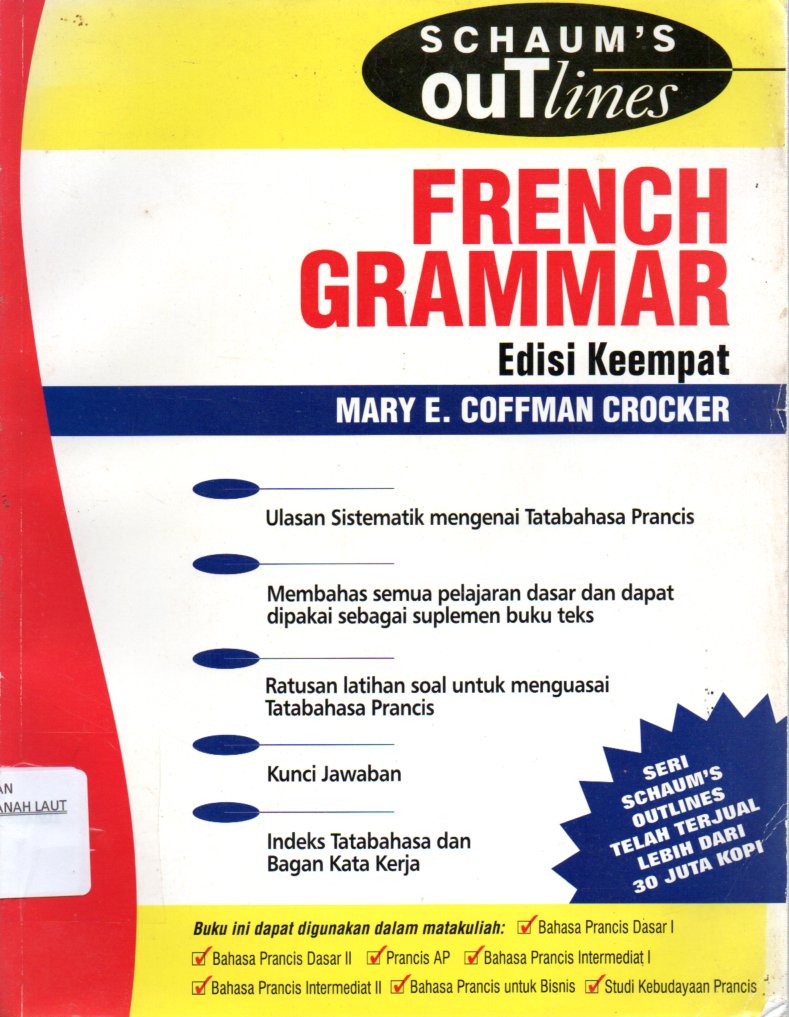 SCHAUM'S
ouTlines
FRENCH
GRAMMAR
Edisi Keempat
MARY E. COFFMAN CROCKER
Ulasan Sistematik mengenai Tatabahasa Prancis
Membahas semua pelajaran dasar dan dapat
dipakai sebagai suplemen buku teks
Ratusan latihan soal untuk menguasai
Tatabahasa Prancis
Kunci Jawaban
Indeks Tatabahasa dan
Bagan Kata Kerja
SERI
SCHAUM'S
OUTLINES
TELAH TERJUAL
LEBIH DARI
30 JUTA KOPI
AN
ANAH LAUT
Buku ini dapat digunakan dalam matakuliah: Bahasa Prancis Dasar I
Bahasa Prancis Dasar II Prancis AP Bahasa Prancis Intermediat I
Bahasa Prancis Intermediat II Bahasa Prancis untuk Bisnis Studi Kebudayaan Prancis